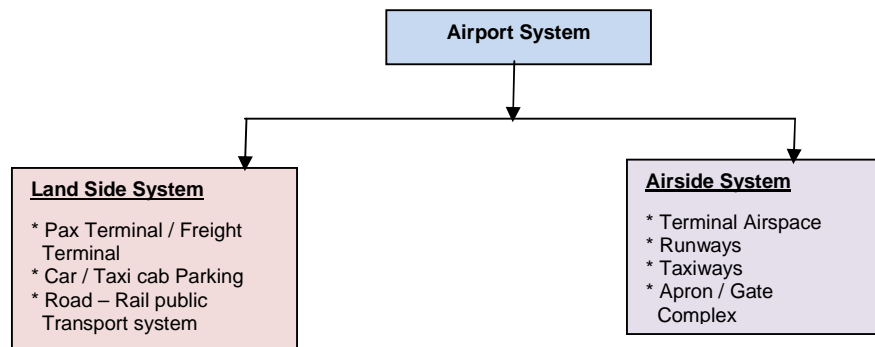 Airport System
Land Side System
* Pax Terminal / Freight
Terminal
* Car / Taxi cab Parking
* Road – Rail public
Transport system
Airside System
* Terminal Airspace
* Runways
* Taxiways
* Apron / Gate
Complex